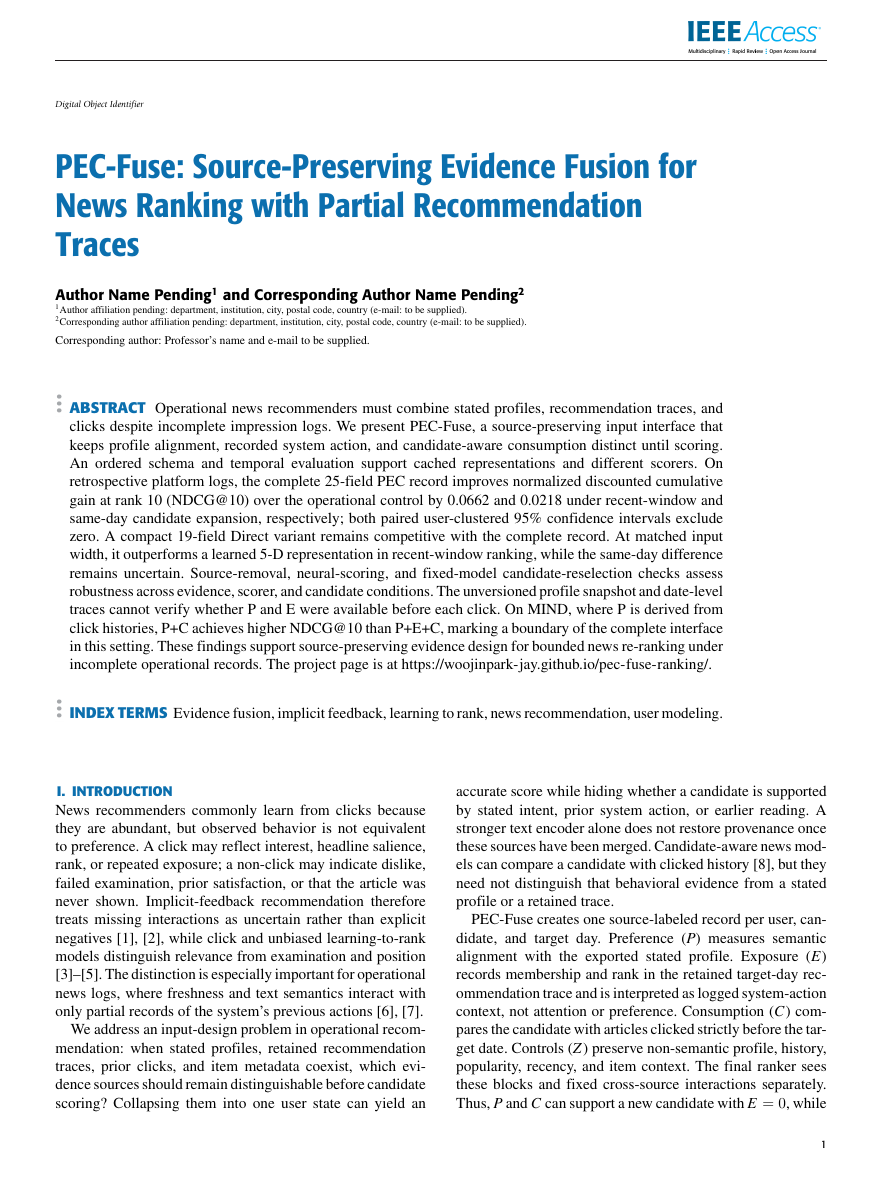 IEEE Access
Multidisciplinary | Rapid Review | Open Access Journal
Digital Object Identifier
PEC-Fuse: Source-Preserving Evidence Fusion for
News Ranking with Partial Recommendation
Traces
Author Name Pending1 and Corresponding Author Name Pending2
1Author affiliation pending: department, institution, city, postal code, country (e-mail: to be supplied).
2Corresponding author affiliation pending: department, institution, city, postal code, country (e-mail: to be supplied).
Corresponding author: Professor's name and e-mail to be supplied.
ABSTRACT Operational news recommenders must combine stated profiles, recommendation traces, and
clicks despite incomplete impression logs. We present PEC-Fuse, a source-preserving input interface that
keeps profile alignment, recorded system action, and candidate-aware consumption distinct until scoring.
An ordered schema and temporal evaluation support cached representations and different scorers. On
retrospective platform logs, the complete 25-field PEC record improves normalized discounted cumulative
gain at rank 10 (NDCG@10) over the operational control by 0.0662 and 0.0218 under recent-window and
same-day candidate expansion, respectively; both paired user-clustered 95% confidence intervals exclude
zero. A compact 19-field Direct variant remains competitive with the complete record. At matched input
width, it outperforms a learned 5-D representation in recent-window ranking, while the same-day difference
remains uncertain. Source-removal, neural-scoring, and fixed-model candidate-reselection checks assess
robustness across evidence, scorer, and candidate conditions. The unversioned profile snapshot and date-level
traces cannot verify whether P and E were available before each click. On MIND, where P is derived from
click histories, P+C achieves higher NDCG@10 than P+E+C, marking a boundary of the complete interface
in this setting. These findings support source-preserving evidence design for bounded news re-ranking under
incomplete operational records. The project page is at https://woojinpark-jay.github.io/pec-fuse-ranking/.
INDEX TERMS Evidence fusion, implicit feedback, learning to rank, news recommendation, user modeling.
I. INTRODUCTION
News recommenders commonly learn from clicks because
they are abundant, but observed behavior is not equivalent
to preference. A click may reflect interest, headline salience,
rank, or repeated exposure; a non-click may indicate dislike,
failed examination, prior satisfaction, or that the article was
never shown. Implicit-feedback recommendation therefore
treats missing interactions as uncertain rather than explicit
negatives [1], [2], while click and unbiased learning-to-rank
models distinguish relevance from examination and position
[3]–[5]. The distinction is especially important for operational
news logs, where freshness and text semantics interact with
only partial records of the system's previous actions [6], [7].
We address an input-design problem in operational recom-
mendation: when stated profiles, retained recommendation
traces, prior clicks, and item metadata coexist, which evi-
dence sources should remain distinguishable before candidate
scoring? Collapsing them into one user state can yield an
accurate score while hiding whether a candidate is supported
by stated intent, prior system action, or earlier reading. A
stronger text encoder alone does not restore provenance once
these sources have been merged. Candidate-aware news mod-
els can compare a candidate with clicked history [8], but they
need not distinguish that behavioral evidence from a stated
profile or a retained trace.
PEC-Fuse creates one source-labeled record per user, can-
didate, and target day. Preference (P) measures semantic
alignment with the exported stated profile. Exposure (E)
records membership and rank in the retained target-day rec-
ommendation trace and is interpreted as logged system-action
context, not attention or preference. Consumption (C) com-
pares the candidate with articles clicked strictly before the tar-
get date. Controls (Z) preserve non-semantic profile, history,
popularity, recency, and item context. The final ranker sees
these blocks and fixed cross-source interactions separately.
Thus, P and C can support a new candidate with E = 0, while
1